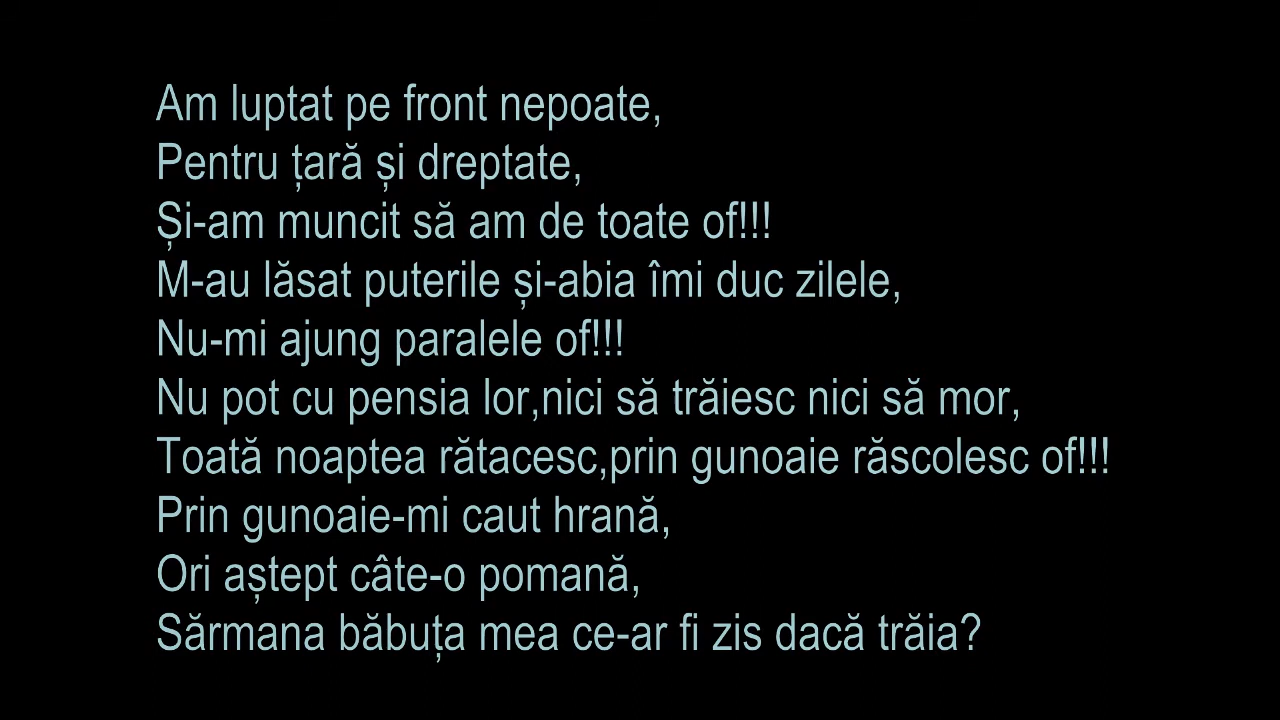 Am luptat pe front nepoate,
Pentru țară și dreptate,
Și-am muncit să am de toate of!!!
M-au lăsat puterile și-abia îmi duc zilele,
Nu-mi ajung paralele of!!!
Nu pot cu pensia lor,nici să trăiesc nici să mor,
Toată noaptea rătacesc,prin gunoaie răscolesc of!!!
Prin gunoaie-mi caut hrană,
Ori aștept câte-o pomană,
Sărmana băbuța mea ce-ar fi zis dacă trăia?